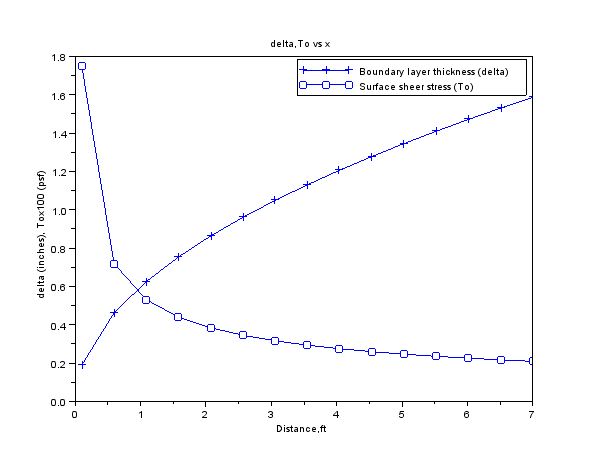 delta,To vs x
Boundary layer thickness (delta)
Surface sheer stress (To)
delta (inches), Tox100 (psf)
1.8
1.6
1.4
1.2
1.0
0.8
0.6
0.4
0.2
0.0
0 1 2 3 4 5 6 7
Distance,ft